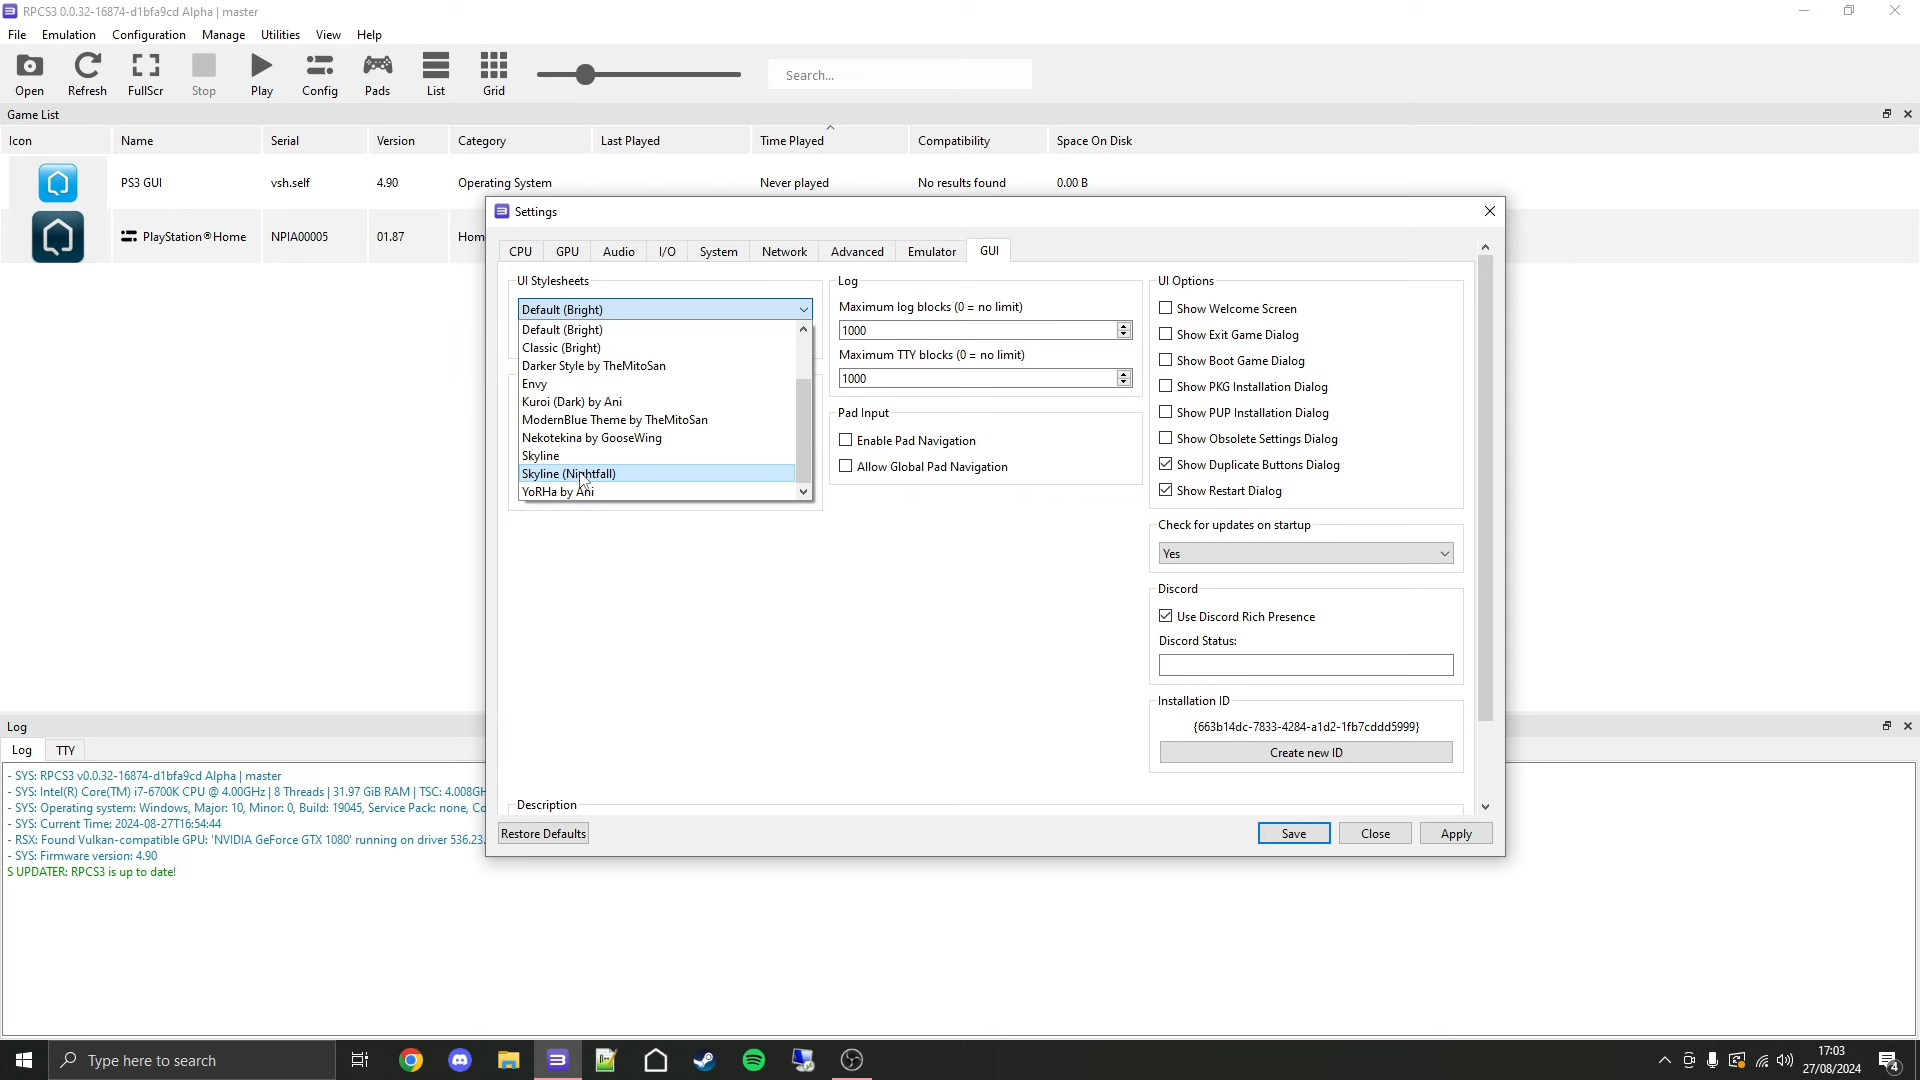 RPCS3 0.0.32-16874-d1bfa9cd Alpha | master
File Emulation Configuration Manage Utilities View Help
Open Refresh FullScr Stop Play Config Pads List Grid Search...
Game List
Icon Name Serial Version Category Last Played Time Played Compatibility Space On Disk
PS3 GUI vsh.self 4.90 Operating System Never played No results found 0.00 B
PlayStation®Home NPIA00005 01.87 Hom
Settings
CPU GPU Audio I/O System Network Advanced Emulator GUI
UI Stylesheets
Default (Bright)
Default (Bright)
Classic (Bright)
Darker Style by TheMitoSan
Envy
Kuroi (Dark) by Ani
ModernBlue Theme by TheMitoSan
Nekotekina by GooseWing
Skyline
Skyline (Nightfall)
YoRHa by Ani
Log
Maximum log blocks (0 = no limit)
1000
Maximum TTY blocks (0 = no limit)
1000
Pad Input
Enable Pad Navigation
Allow Global Pad Navigation
UI Options
Show Welcome Screen
Show Exit Game Dialog
Show Boot Game Dialog
Show PKG Installation Dialog
Show PUP Installation Dialog
Show Obsolete Settings Dialog
Show Duplicate Buttons Dialog
Show Restart Dialog
Check for updates on startup
Yes
Discord
Use Discord Rich Presence
Discord Status:
Installation ID
{663b14dc-7833-4284-a1d2-1fb7cddd5999}
Create new ID
Description
Restore Defaults Save Close Apply
Log
Log TTY
- SYS: RPCS3 v0.0.32-16874-d1bfa9cd Alpha | master
- SYS: Intel(R) Core(TM) i7-6700K CPU @ 4.00GHz | 8 Threads | 31.97 GiB RAM | TSC: 4.008GH
- SYS: Operating system: Windows, Major: 10, Minor: 0, Build: 19045, Service Pack: none, Co
- SYS: Current Time: 2024-08-27T16:54:44
- RSX: Found Vulkan-compatible GPU: 'NVIDIA GeForce GTX 1080' running on driver 536.23.
- SYS: Firmware version: 4.90
S UPDATER: RPCS3 is up to date!
Type here to search
17:03
27/08/2024
4